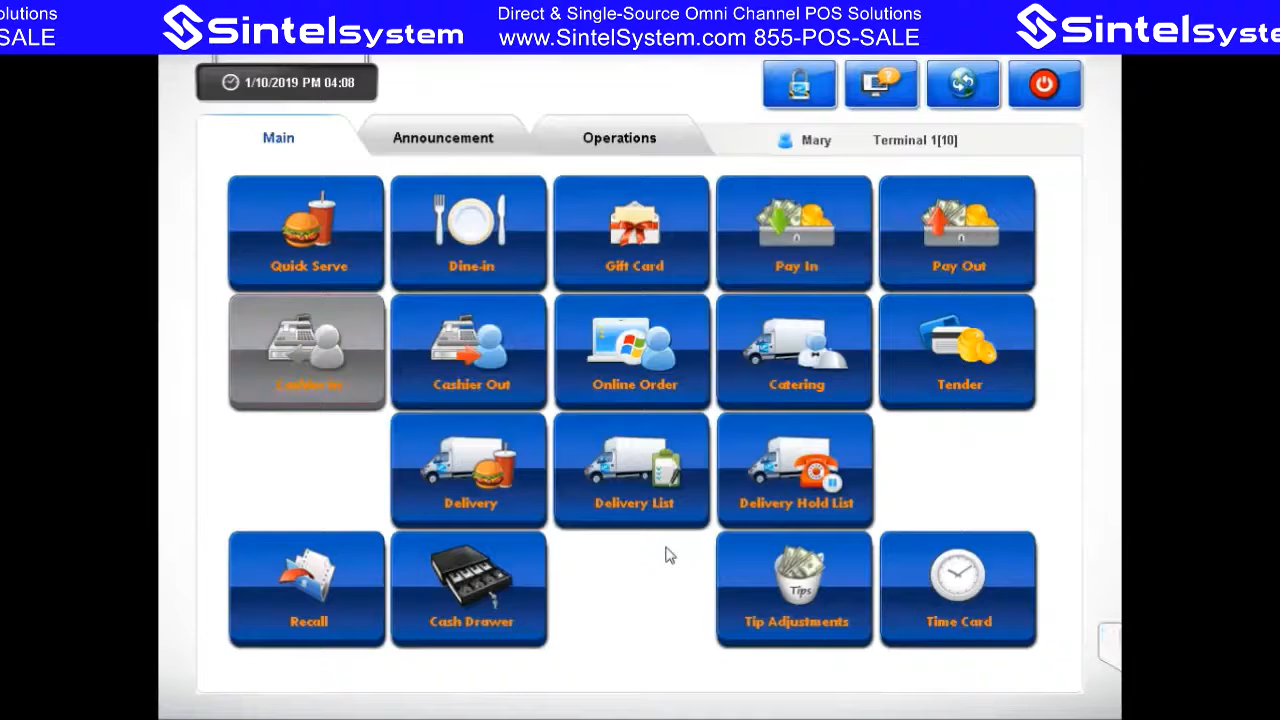 olutions
SALE
Sintelsystem
Direct & Single-Source Omni Channel POS Solutions
www.SintelSystem.com 855-POS-SALE
Sintelsyste
1/10/2019 PM 04:08
Main
Announcement
Operations
Mary
Terminal 1[10]
Quick Serve
Dine-in
Gift Card
Pay In
Pay Out
Cashier In
Cashier Out
Online Order
Catering
Tender
Delivery
Delivery List
Delivery Hold List
Recall
Cash Drawer
Tips
Tip Adjustments
Time Card